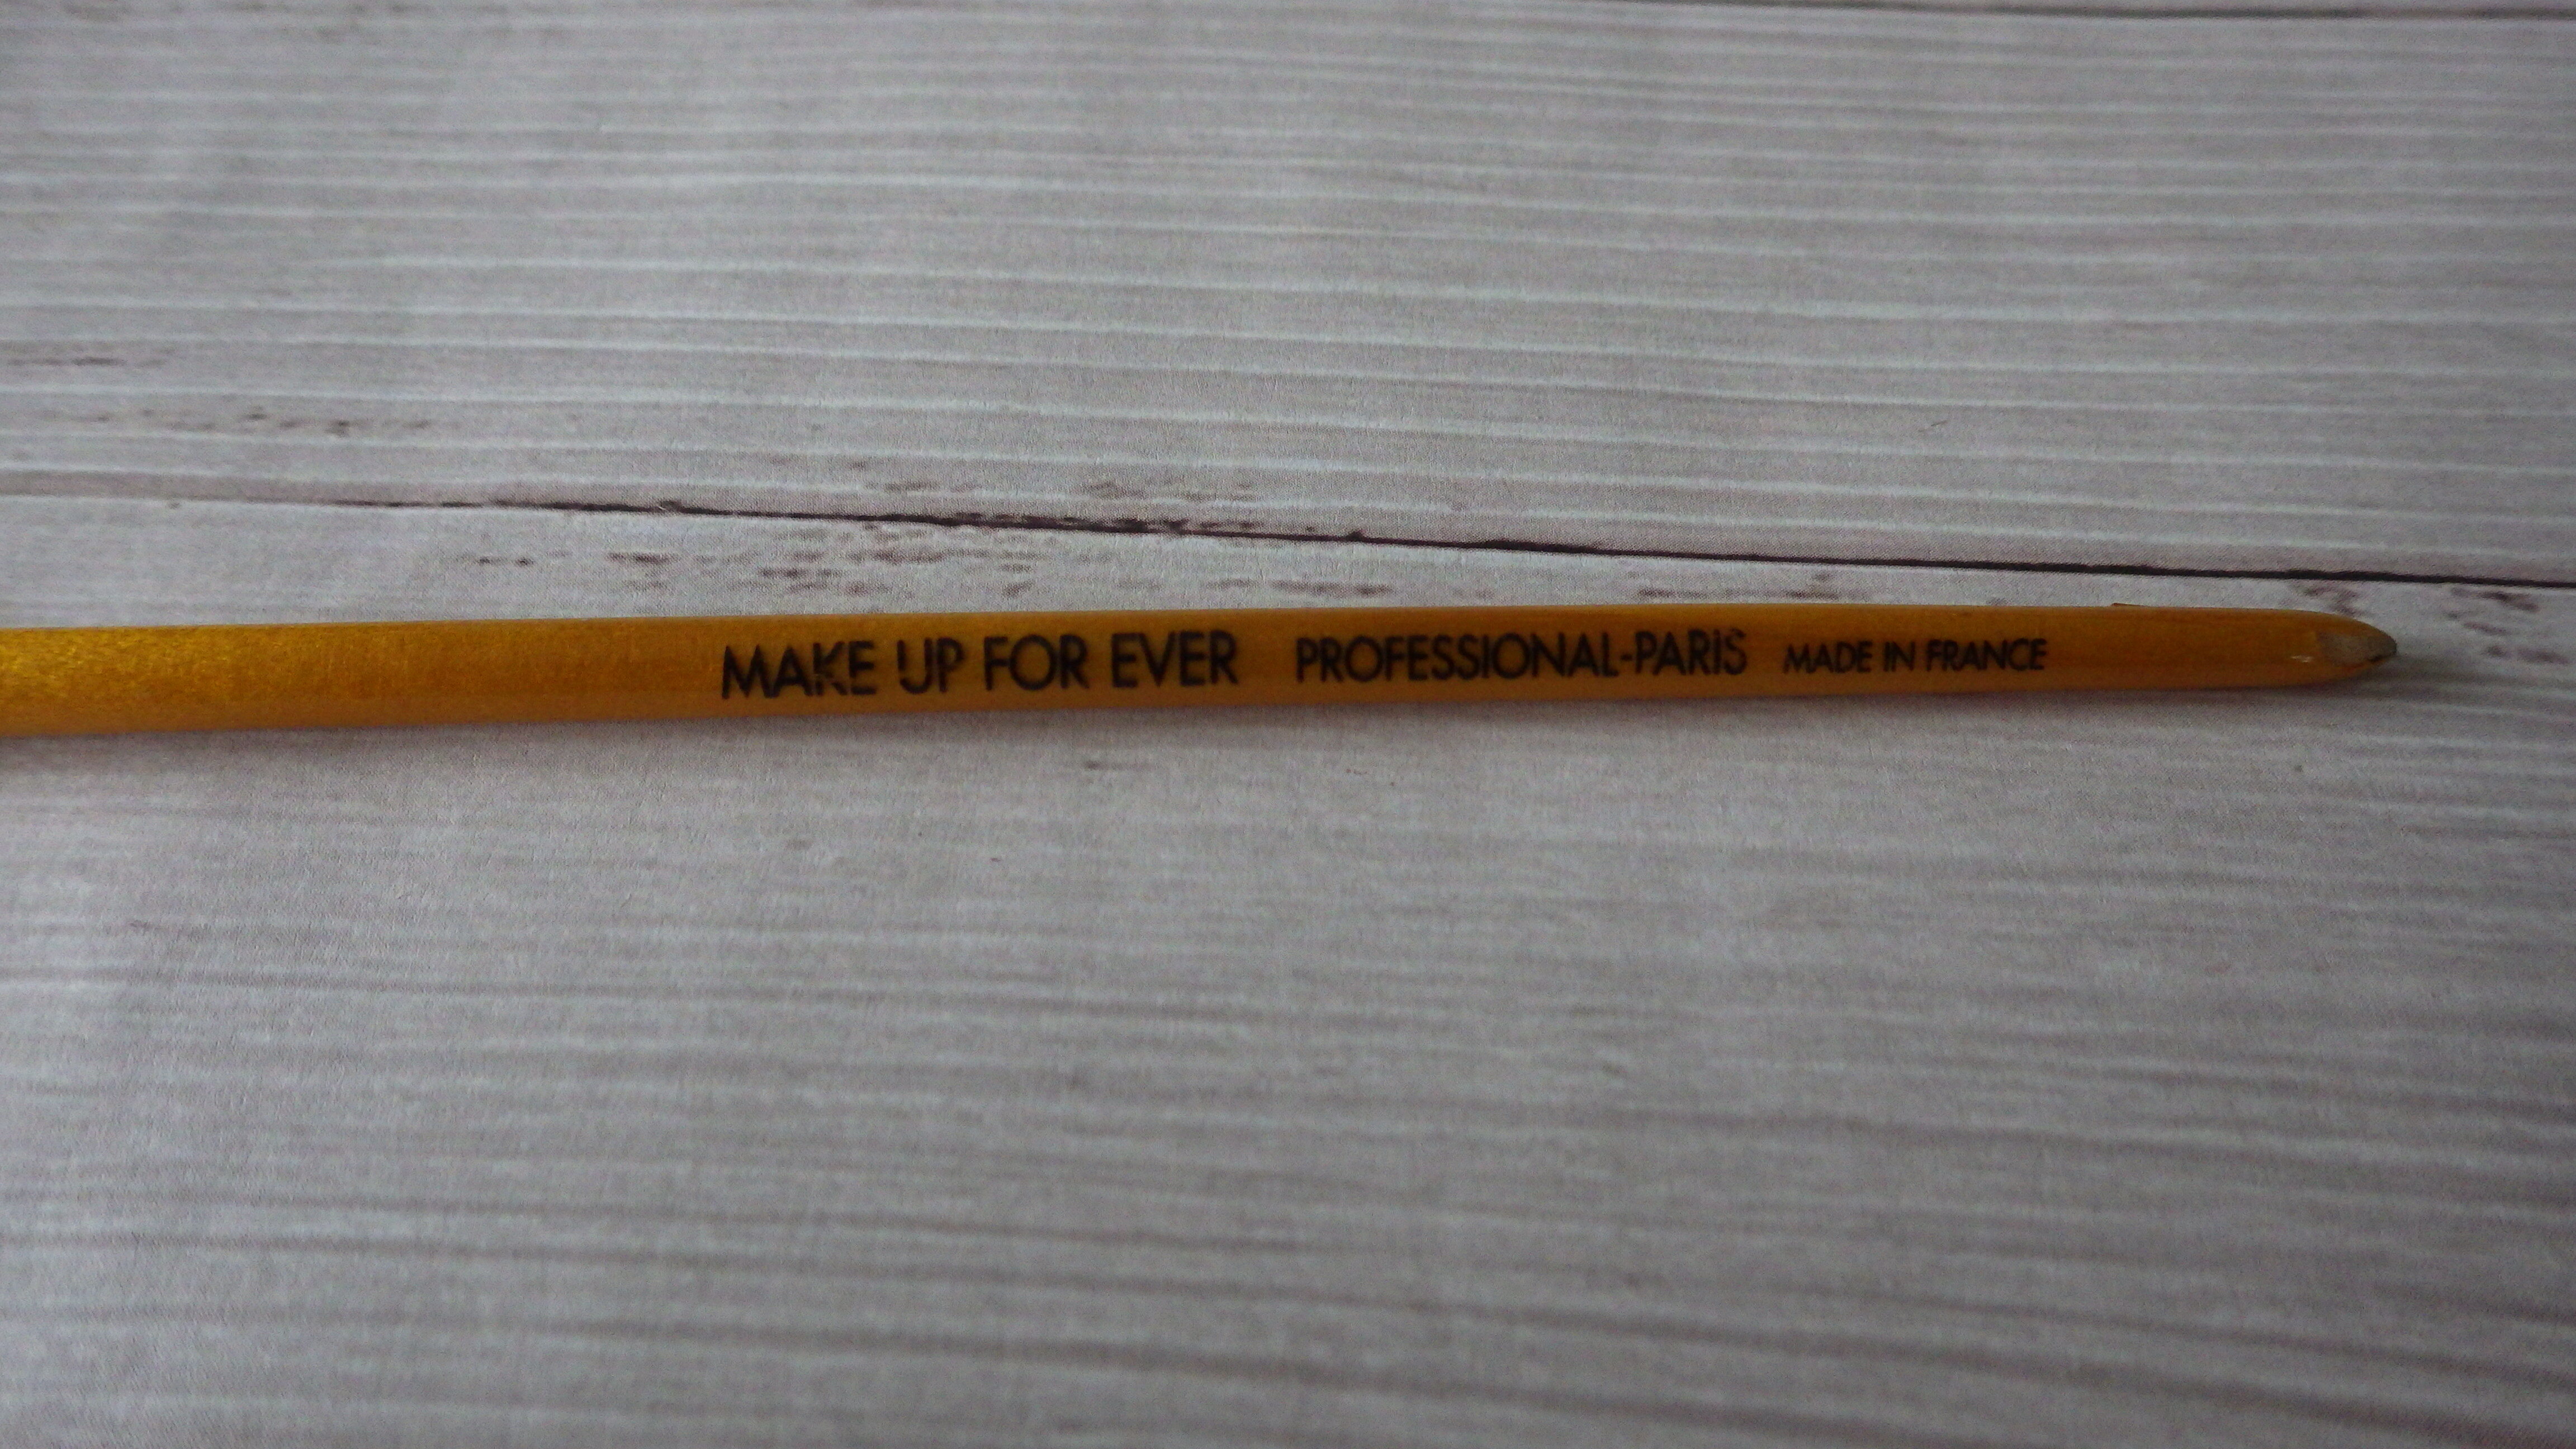 MAKE UP FOR EVER PROFESSIONAL-PARIS MADE IN FRANCE